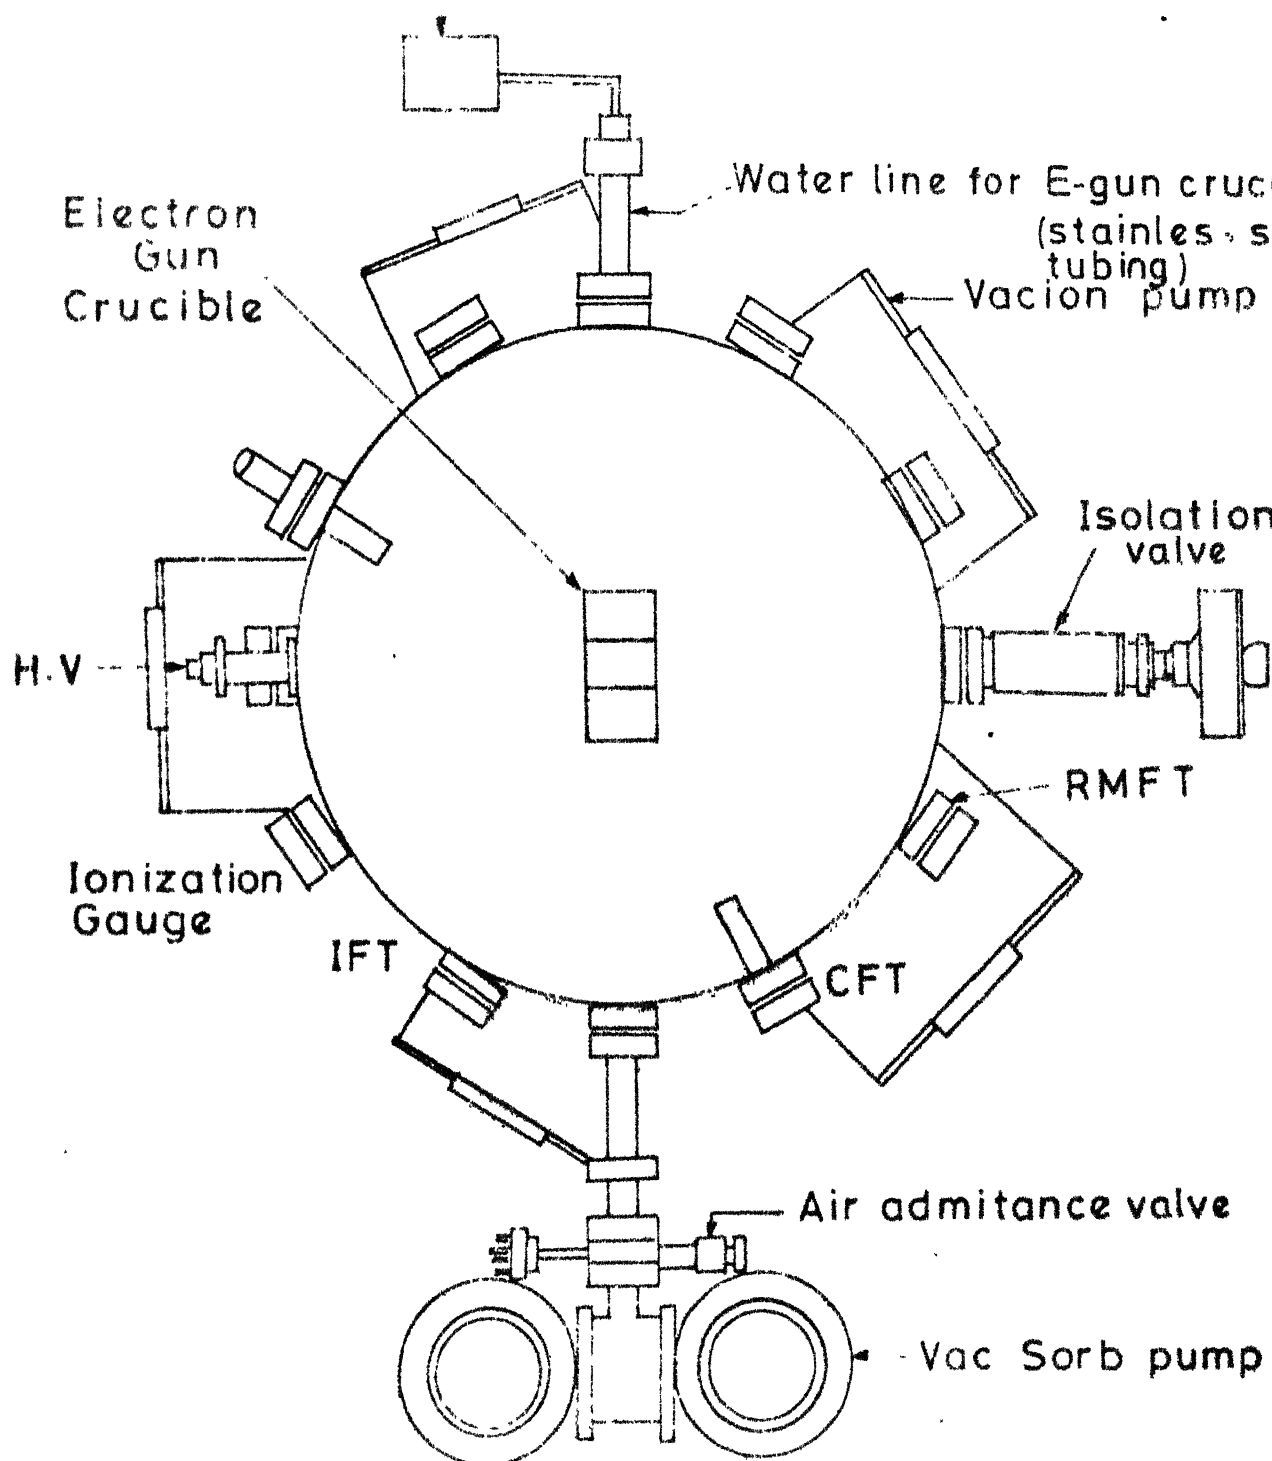 Water line for E-gun
(stainles s
tubing)
Electron
Gun
Crucible
Vacion pump
Isolation
valve
H.V
RMFT
Ionization
Gauge
IFT
CFT
Air admitance valve
Vac Sorb pump